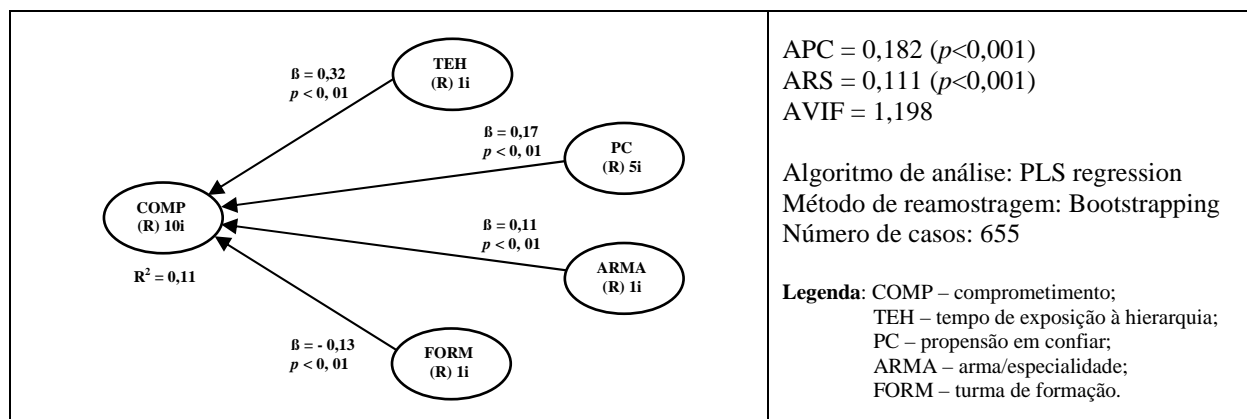 TEH
(R) 1i
ß = 0,32
p < 0, 01
ß = 0,17
p < 0, 01
PC
(R) 5i
COMP
(R) 10i
R² = 0,11
ß = 0,11
p < 0, 01
ARMA
(R) 1i
ß = - 0,13
p < 0, 01
FORM
(R) 1i
APC = 0,182 (p<0,001)
ARS = 0,111 (p<0,001)
AVIF = 1,198
Algoritmo de análise: PLS regression
Método de reamostragem: Bootstrapping
Número de casos: 655
Legenda: COMP – comprometimento;
TEH – tempo de exposição à hierarquia;
PC – propensão em confiar;
ARMA – arma/especialidade;
FORM – turma de formação.